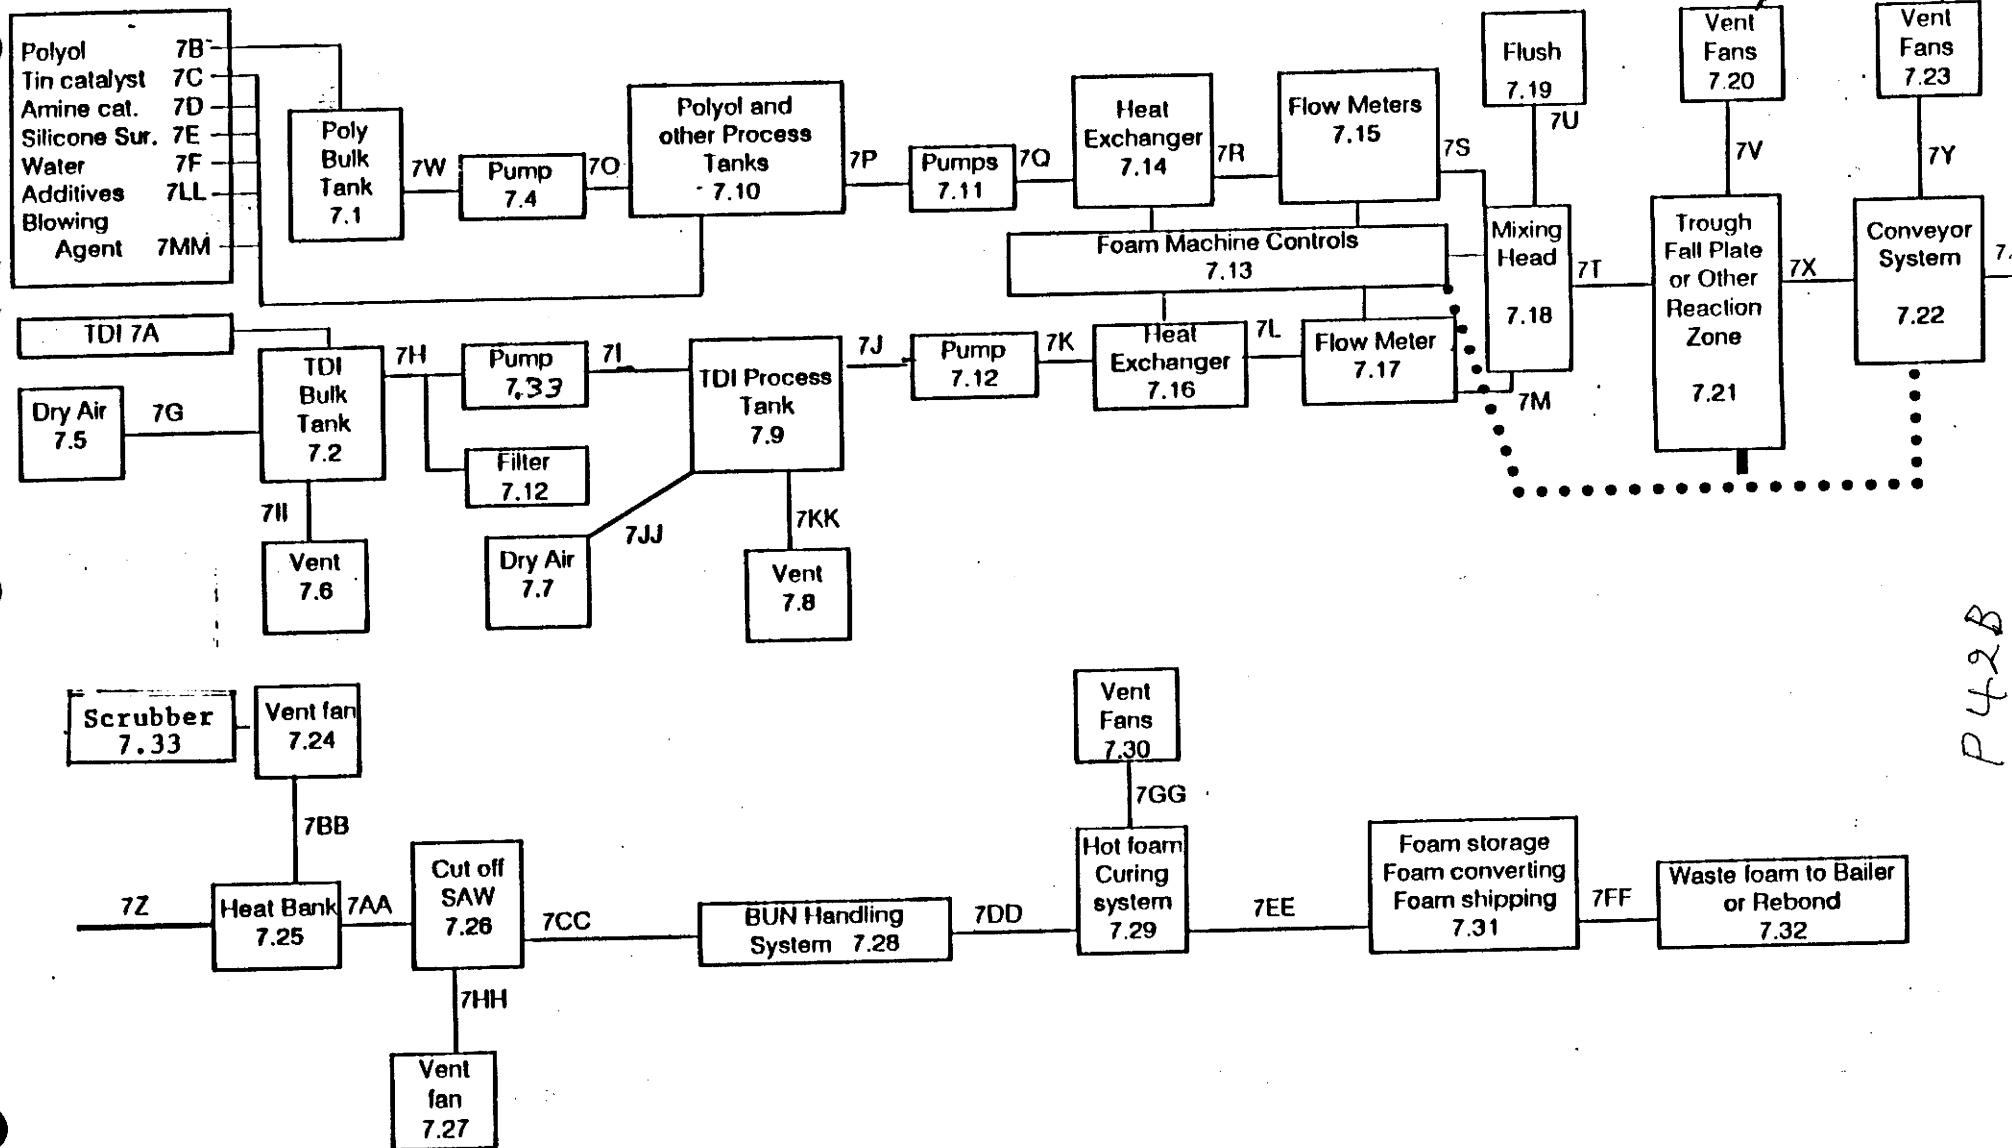 Polyol 7B
Tin catalyst 7C
Amine cat. 7D
Silicone Sur. 7E
Water 7F
Additives 7LL
Blowing
Agent 7MM
Poly
Bulk
Tank
7.1
7W
Pump
7.4
7O
Polyol and
other Process
Tanks
7.10
7P
Pumps
7.11
7Q
Heat
Exchanger
7.14
7R
Flow Meters
7.15
7S
Flush
7.19
7U
Vent
Fans
7.20
7V
Vent
Fans
7.23
7Y
Foam Machine Controls
7.13
Mixing
Head
7.18
7T
Trough
Fall Plate
or Other
Reaction
Zone
7.21
7X
Conveyor
System
7.22
TDI 7A
Dry Air
7.5
7G
TDI
Bulk
Tank
7.2
7H
Pump
7.33
7I
Filter
7.12
TDI Process
Tank
7.9
7J
Pump
7.12
7K
Heat
Exchanger
7.16
7L
Flow Meter
7.17
7M
7II
Vent
7.6
Dry Air
7.7
7JJ
7KK
Vent
7.8
P42B
Scrubber
7.33
Vent fan
7.24
7BB
7Z
Heat Bank
7.25
7AA
Cut off
SAW
7.26
7HH
Vent
fan
7.27
7CC
BUN Handling
System 7.28
7DD
Vent
Fans
7.30
7GG
Hot foam
Curing
system
7.29
7EE
Foam storage
Foam converting
Foam shipping
7.31
7FF
Waste foam to Bailer
or Rebond
7.32